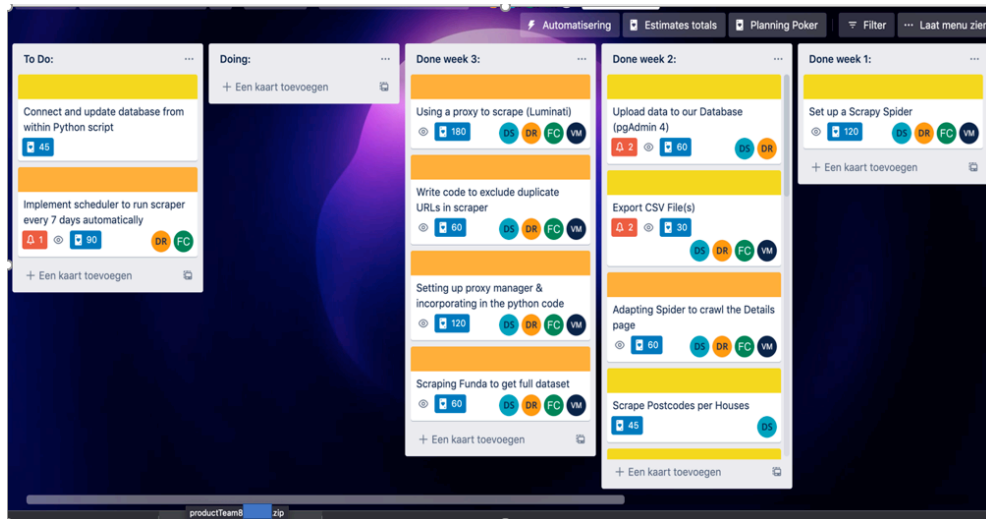 Automatisering
Estimates totals
Planning Poker
Filter
Laat menu zien
To Do:
Connect and update database from
within Python script
45
Implement scheduler to run scraper
every 7 days automatically
1
90
DR
FC
+ Een kaart toevoegen
Doing:
+ Een kaart toevoegen
Done week 3:
Using a proxy to scrape (Luminati)
180
DS
DR
FC
VM
Write code to exclude duplicate
URLs in scraper
60
DS
DR
FC
VM
Setting up proxy manager &
incorporating in the python code
120
DS
DR
FC
VM
Scraping Funda to get full dataset
60
DS
DR
FC
VM
+ Een kaart toevoegen
Done week 2:
Upload data to our Database
(pgAdmin 4)
2
60
DS
DR
Export CSV File(s)
2
30
DS
DR
FC
VM
Adapting Spider to crawl the Details
page
60
DS
DR
FC
VM
Scrape Postcodes per Houses
45
DS
+ Een kaart toevoegen
Done week 1:
Set up a Scrapy Spider
120
DS
DR
FC
VM
+ Een kaart toevoegen
productTeam8
.zip